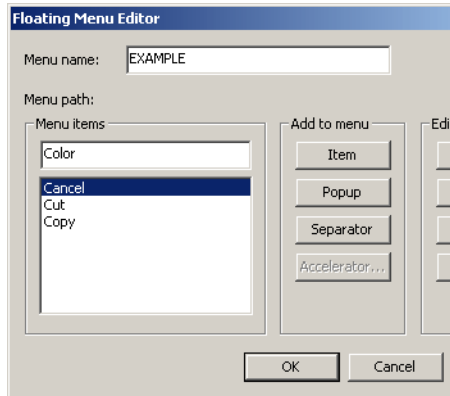 Floating Menu Editor
Menu name: EXAMPLE
Menu path:
Menu items
Color
Cancel
Cut
Copy
Add to menu
Item
Popup
Separator
Accelerator...
Edi
OK
Cancel